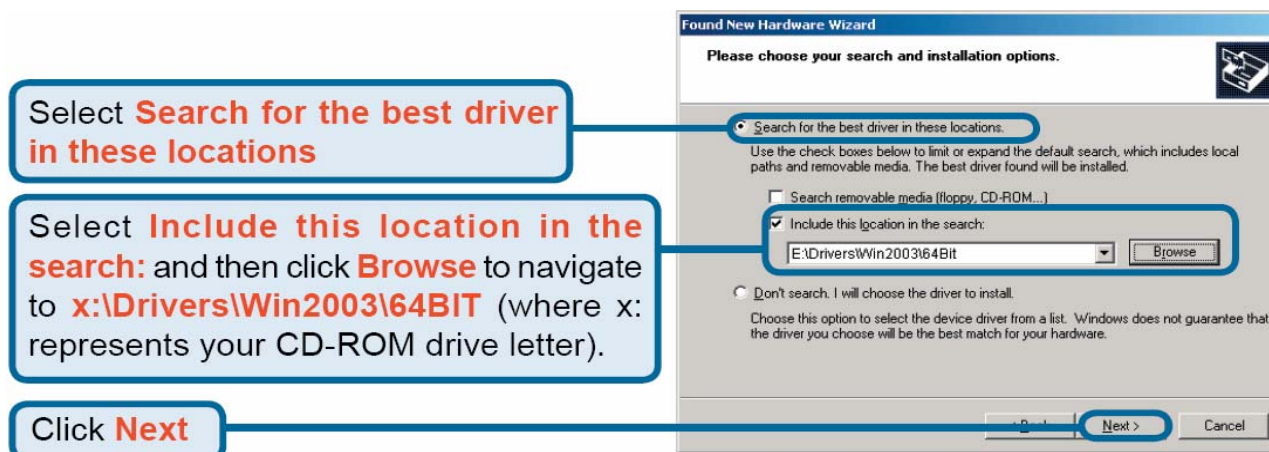 Select Search for the best driver
in these locations
Select Include this location in the
search: and then click Browse to navigate
to x:\Drivers\Win2003\64BIT (where x:
represents your CD-ROM drive letter).
Click Next
Found New Hardware Wizard
Please choose your search and installation options.
Search for the best driver in these locations.
Use the check boxes below to limit or expand the default search, which includes local
paths and removable media. The best driver found will be installed.
Search removable media (floppy, CD-ROM...)
Include this location in the search:
E:\Drivers\Win2003\64Bit
Browse
Don't search. I will choose the driver to install.
Choose this option to select the device driver from a list. Windows does not guarantee that
the driver you choose will be the best match for your hardware.
Next >
Cancel